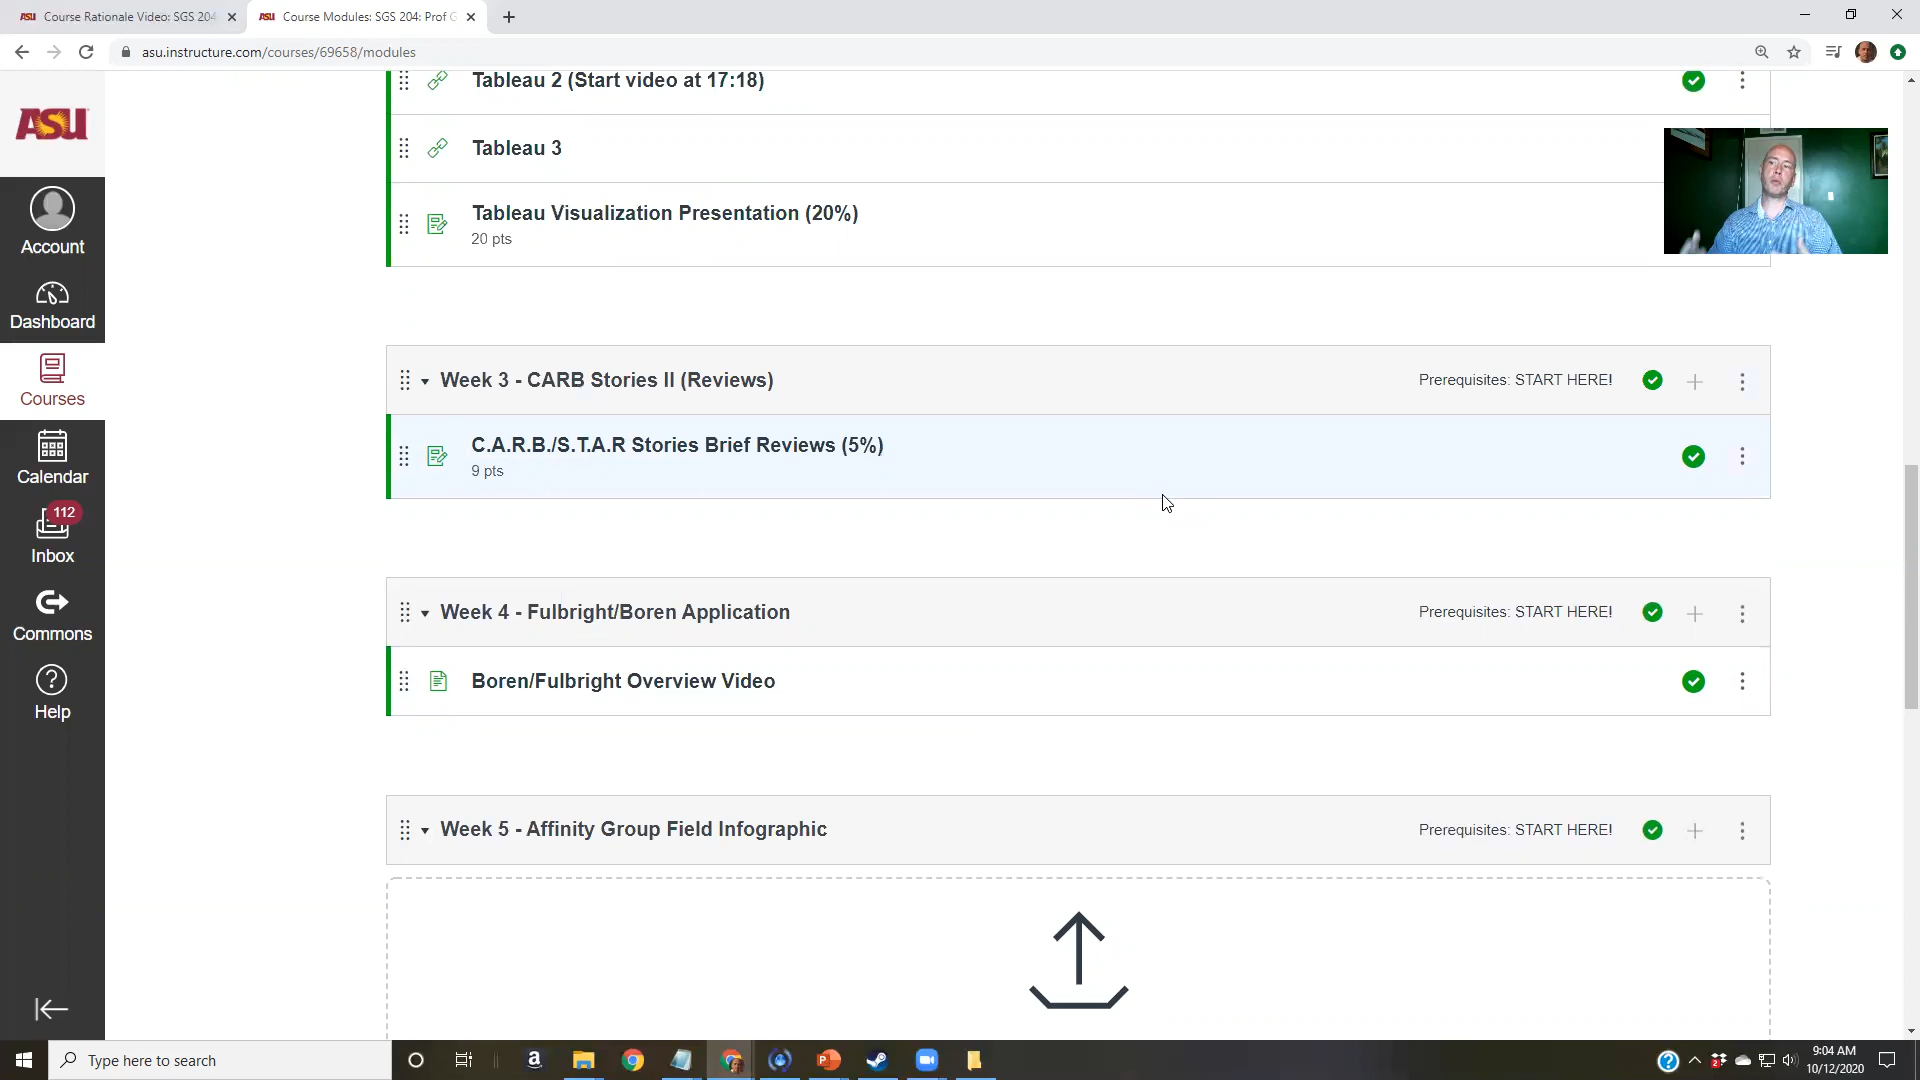 Course Rationale Video: SGS 204
Course Modules: SGS 204: Prof G
asu.instructure.com/courses/69658/modules
ASU
Account
Dashboard
Courses
Calendar
112
Inbox
Commons
Help
Tableau 2 (Start video at 17:18)
Tableau 3
Tableau Visualization Presentation (20%)
20 pts
Week 3 - CARB Stories II (Reviews)
Prerequisites: START HERE!
C.A.R.B./S.T.A.R Stories Brief Reviews (5%)
9 pts
Week 4 - Fulbright/Boren Application
Prerequisites: START HERE!
Boren/Fulbright Overview Video
Week 5 - Affinity Group Field Infographic
Prerequisites: START HERE!
Type here to search
9:04 AM
10/12/2020